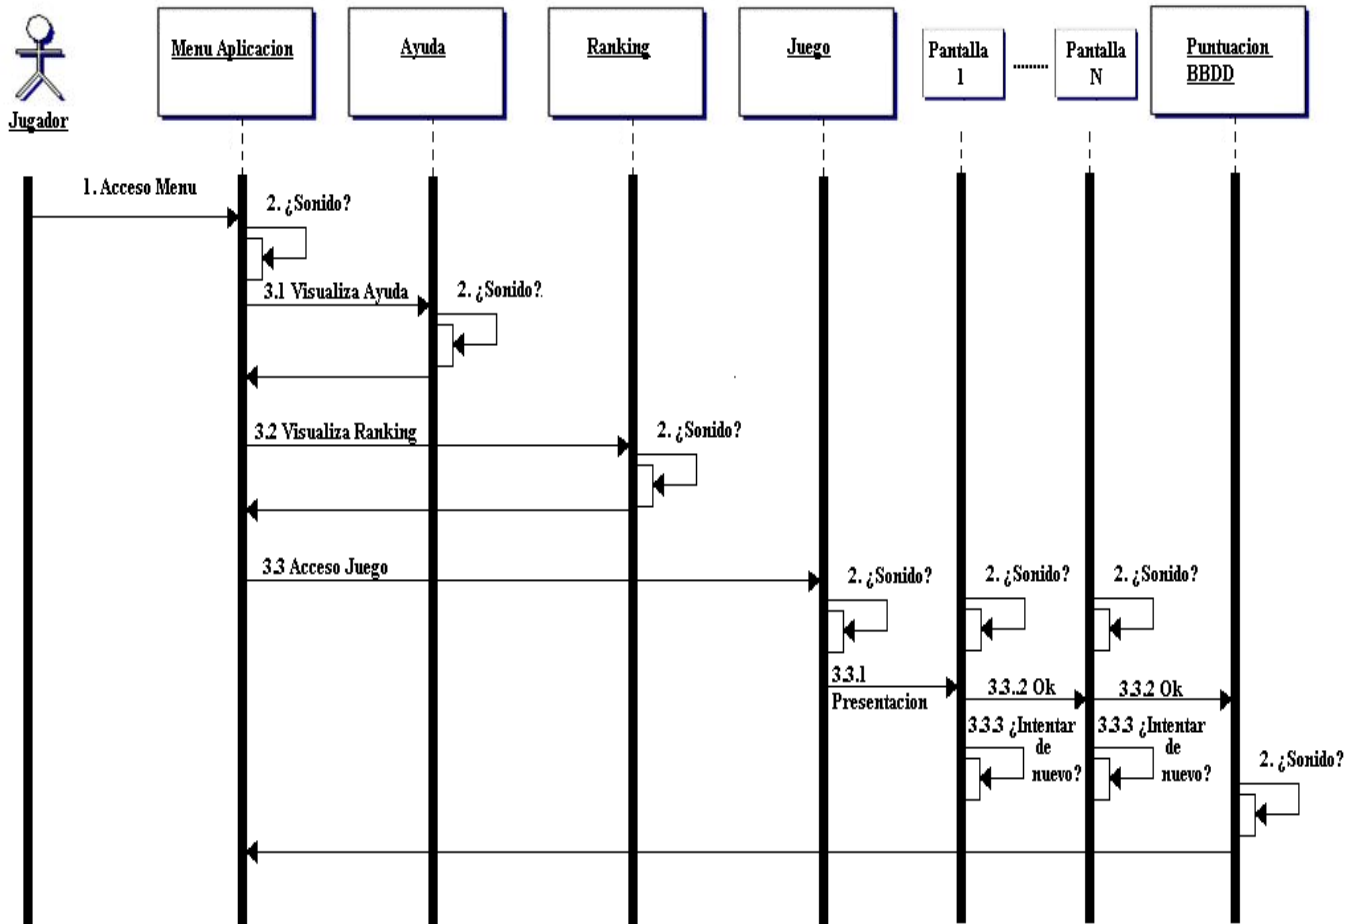 Jugador
Menu Aplicacion
Ayuda
Ranking
Juego
Pantalla
1
.........
Pantalla
N
Puntuacion
BBDD
1. Acceso Menu
2. ¿Sonido?
3.1 Visualiza Ayuda
2. ¿Sonido?
3.2 Visualiza Ranking
2. ¿Sonido?
3.3 Acceso Juego
2. ¿Sonido?
2. ¿Sonido?
2. ¿Sonido?
3.3.1
Presentacion
3.3..2 Ok
3.3.2 Ok
3.3.3 ¿Intentar
de
nuevo?
3.3.3 ¿Intentar
de
nuevo?
2. ¿Sonido?